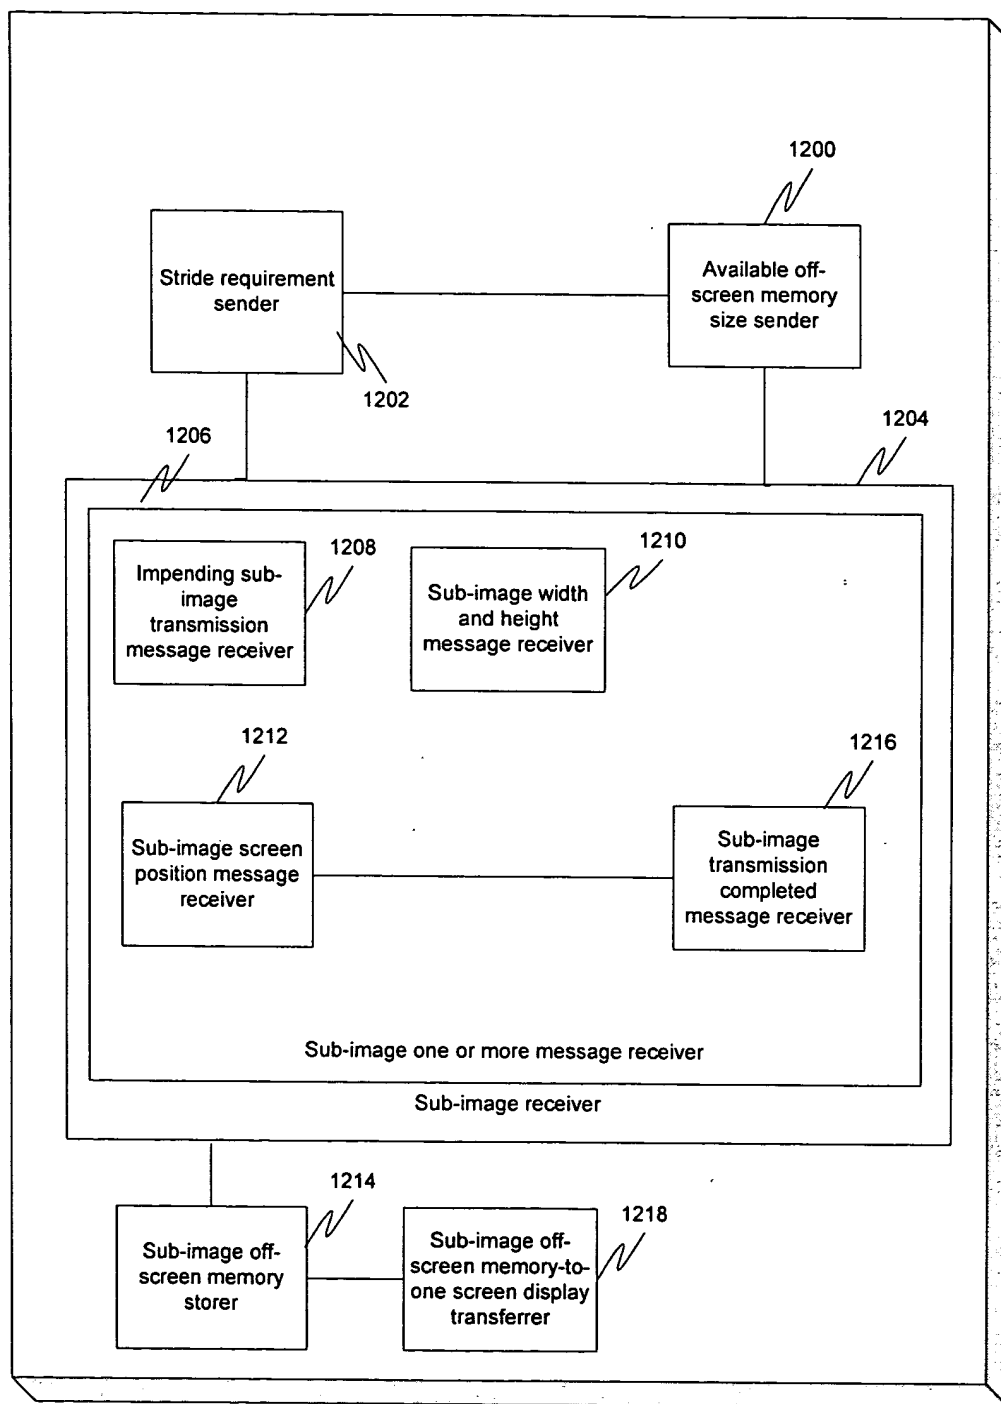 1200
Stride requirement
sender
Available off-
screen memory
size sender
1202
1206
1204
Impending sub-
image
transmission
message receiver
1208
Sub-image width
and height
message receiver
1210
1212
1216
Sub-image screen
position message
receiver
Sub-image
transmission
completed
message receiver
Sub-image one or more message receiver
Sub-image receiver
1214
1218
Sub-image off-
screen memory
storer
Sub-image off-
screen memory-to-
one screen display
transferrer